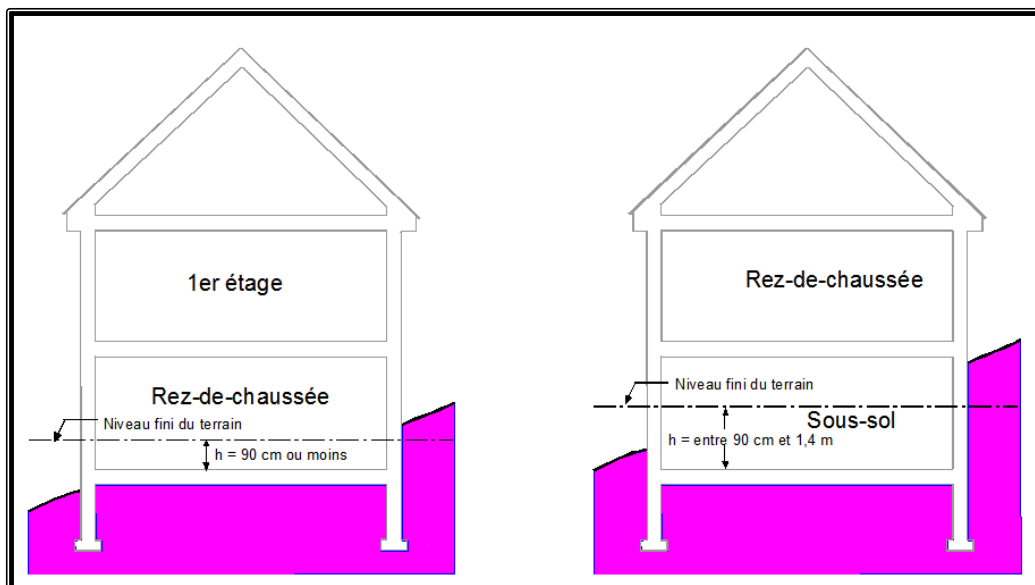 1er étage
Rez-de-chaussée
Niveau fini du terrain
h = 90 cm ou moins
Rez-de-chaussée
Niveau fini du terrain
Sous-sol
h = entre 90 cm et 1,4 m